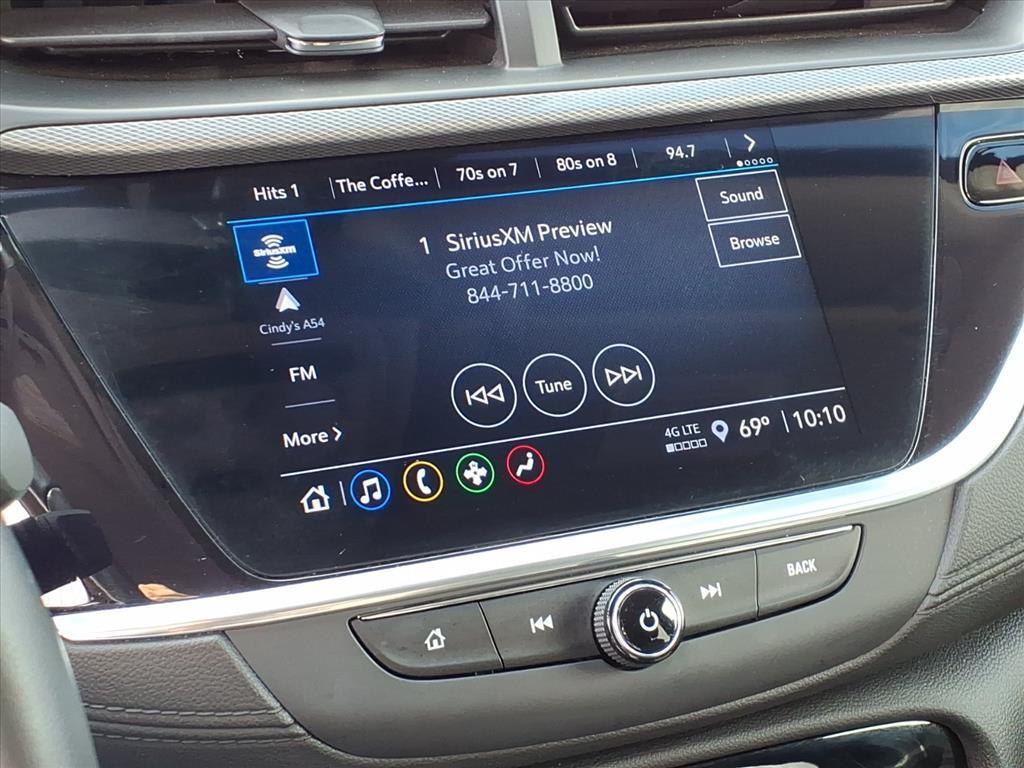 Hits 1
The Coffe...
70s on 7
80s on 8
94.7
Sound
SiriusXM
1 SiriusXM Preview
Browse
Great Offer Now!
844-711-8800
Cindy's A54
FM
Tune
More
4G LTE
69°
10:10
BACK